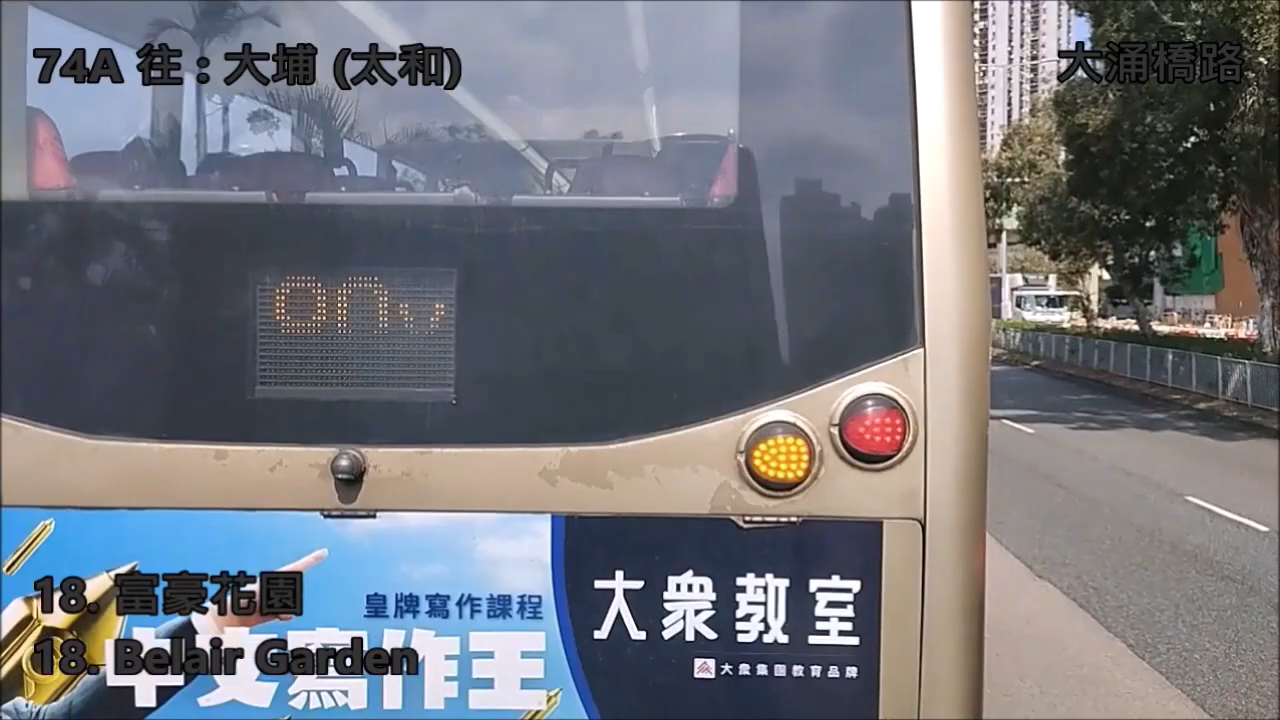 74A 往 : 大埔 (太和)
大涌橋路
18. 富豪花園
18. Belair Garden
皇牌寫作課程
中文寫作王
大衆教室
大衆集團教育品牌